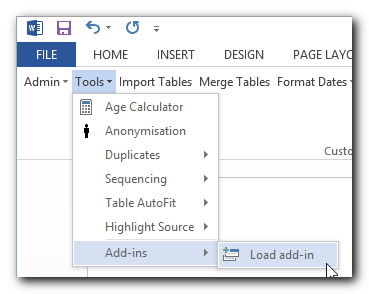 FILE HOME INSERT DESIGN PAGE LAYO
Admin Tools Import Tables Merge Tables Format Dates
Age Calculator
Anonymisation
Duplicates
Sequencing
Custo
Table AutoFit
Highlight Source
Add-ins Load add-in